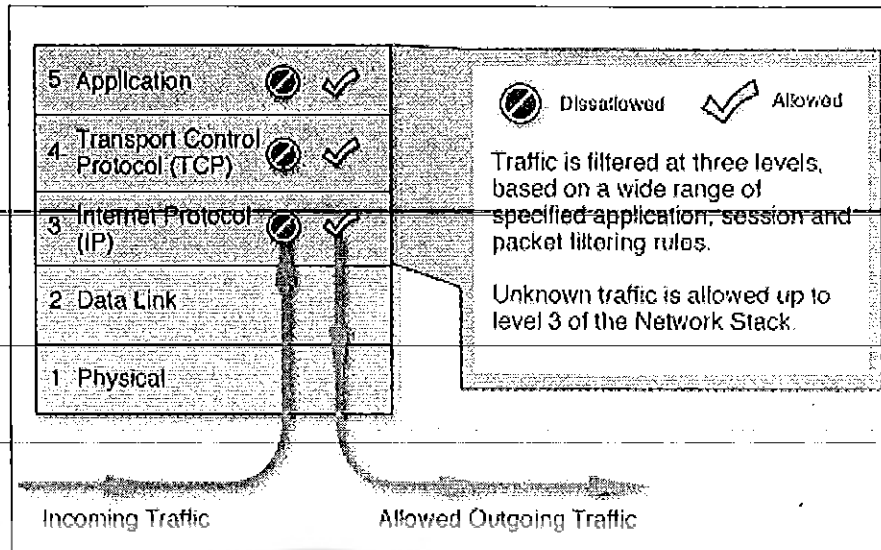 5 Application
4 Transport Control
Protocol (TCP)
3 Internet Protocol
(IP)
2 Data Link
1 Physical
Dissallowed
Allowed
Traffic is filtered at three levels,
based on a wide range of
specified application, session and
packet filtering rules.
Unknown traffic is allowed up to
level 3 of the Network Stack.
Incoming Traffic
Allowed Outgoing Traffic